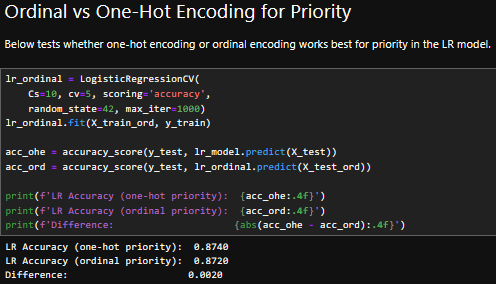 Ordinal vs One-Hot Encoding for Priority
Below tests whether one-hot encoding or ordinal encoding works best for priority in the LR model.
lr_ordinal = LogisticRegressionCV(
    Cs=10, cv=5, scoring='accuracy',
    random_state=42, max_iter=1000)
lr_ordinal.fit(X_train_ord, y_train)

acc_ohe = accuracy_score(y_test, lr_model.predict(X_test))
acc_ord = accuracy_score(y_test, lr_ordinal.predict(X_test_ord))

print(f'LR Accuracy (one-hot priority):  {acc_ohe:.4f}')
print(f'LR Accuracy (ordinal priority):  {acc_ord:.4f}')
print(f'Difference:                      {abs(acc_ohe - acc_ord):.4f}')
LR Accuracy (one-hot priority):  0.8740
LR Accuracy (ordinal priority):  0.8720
Difference:                      0.0020